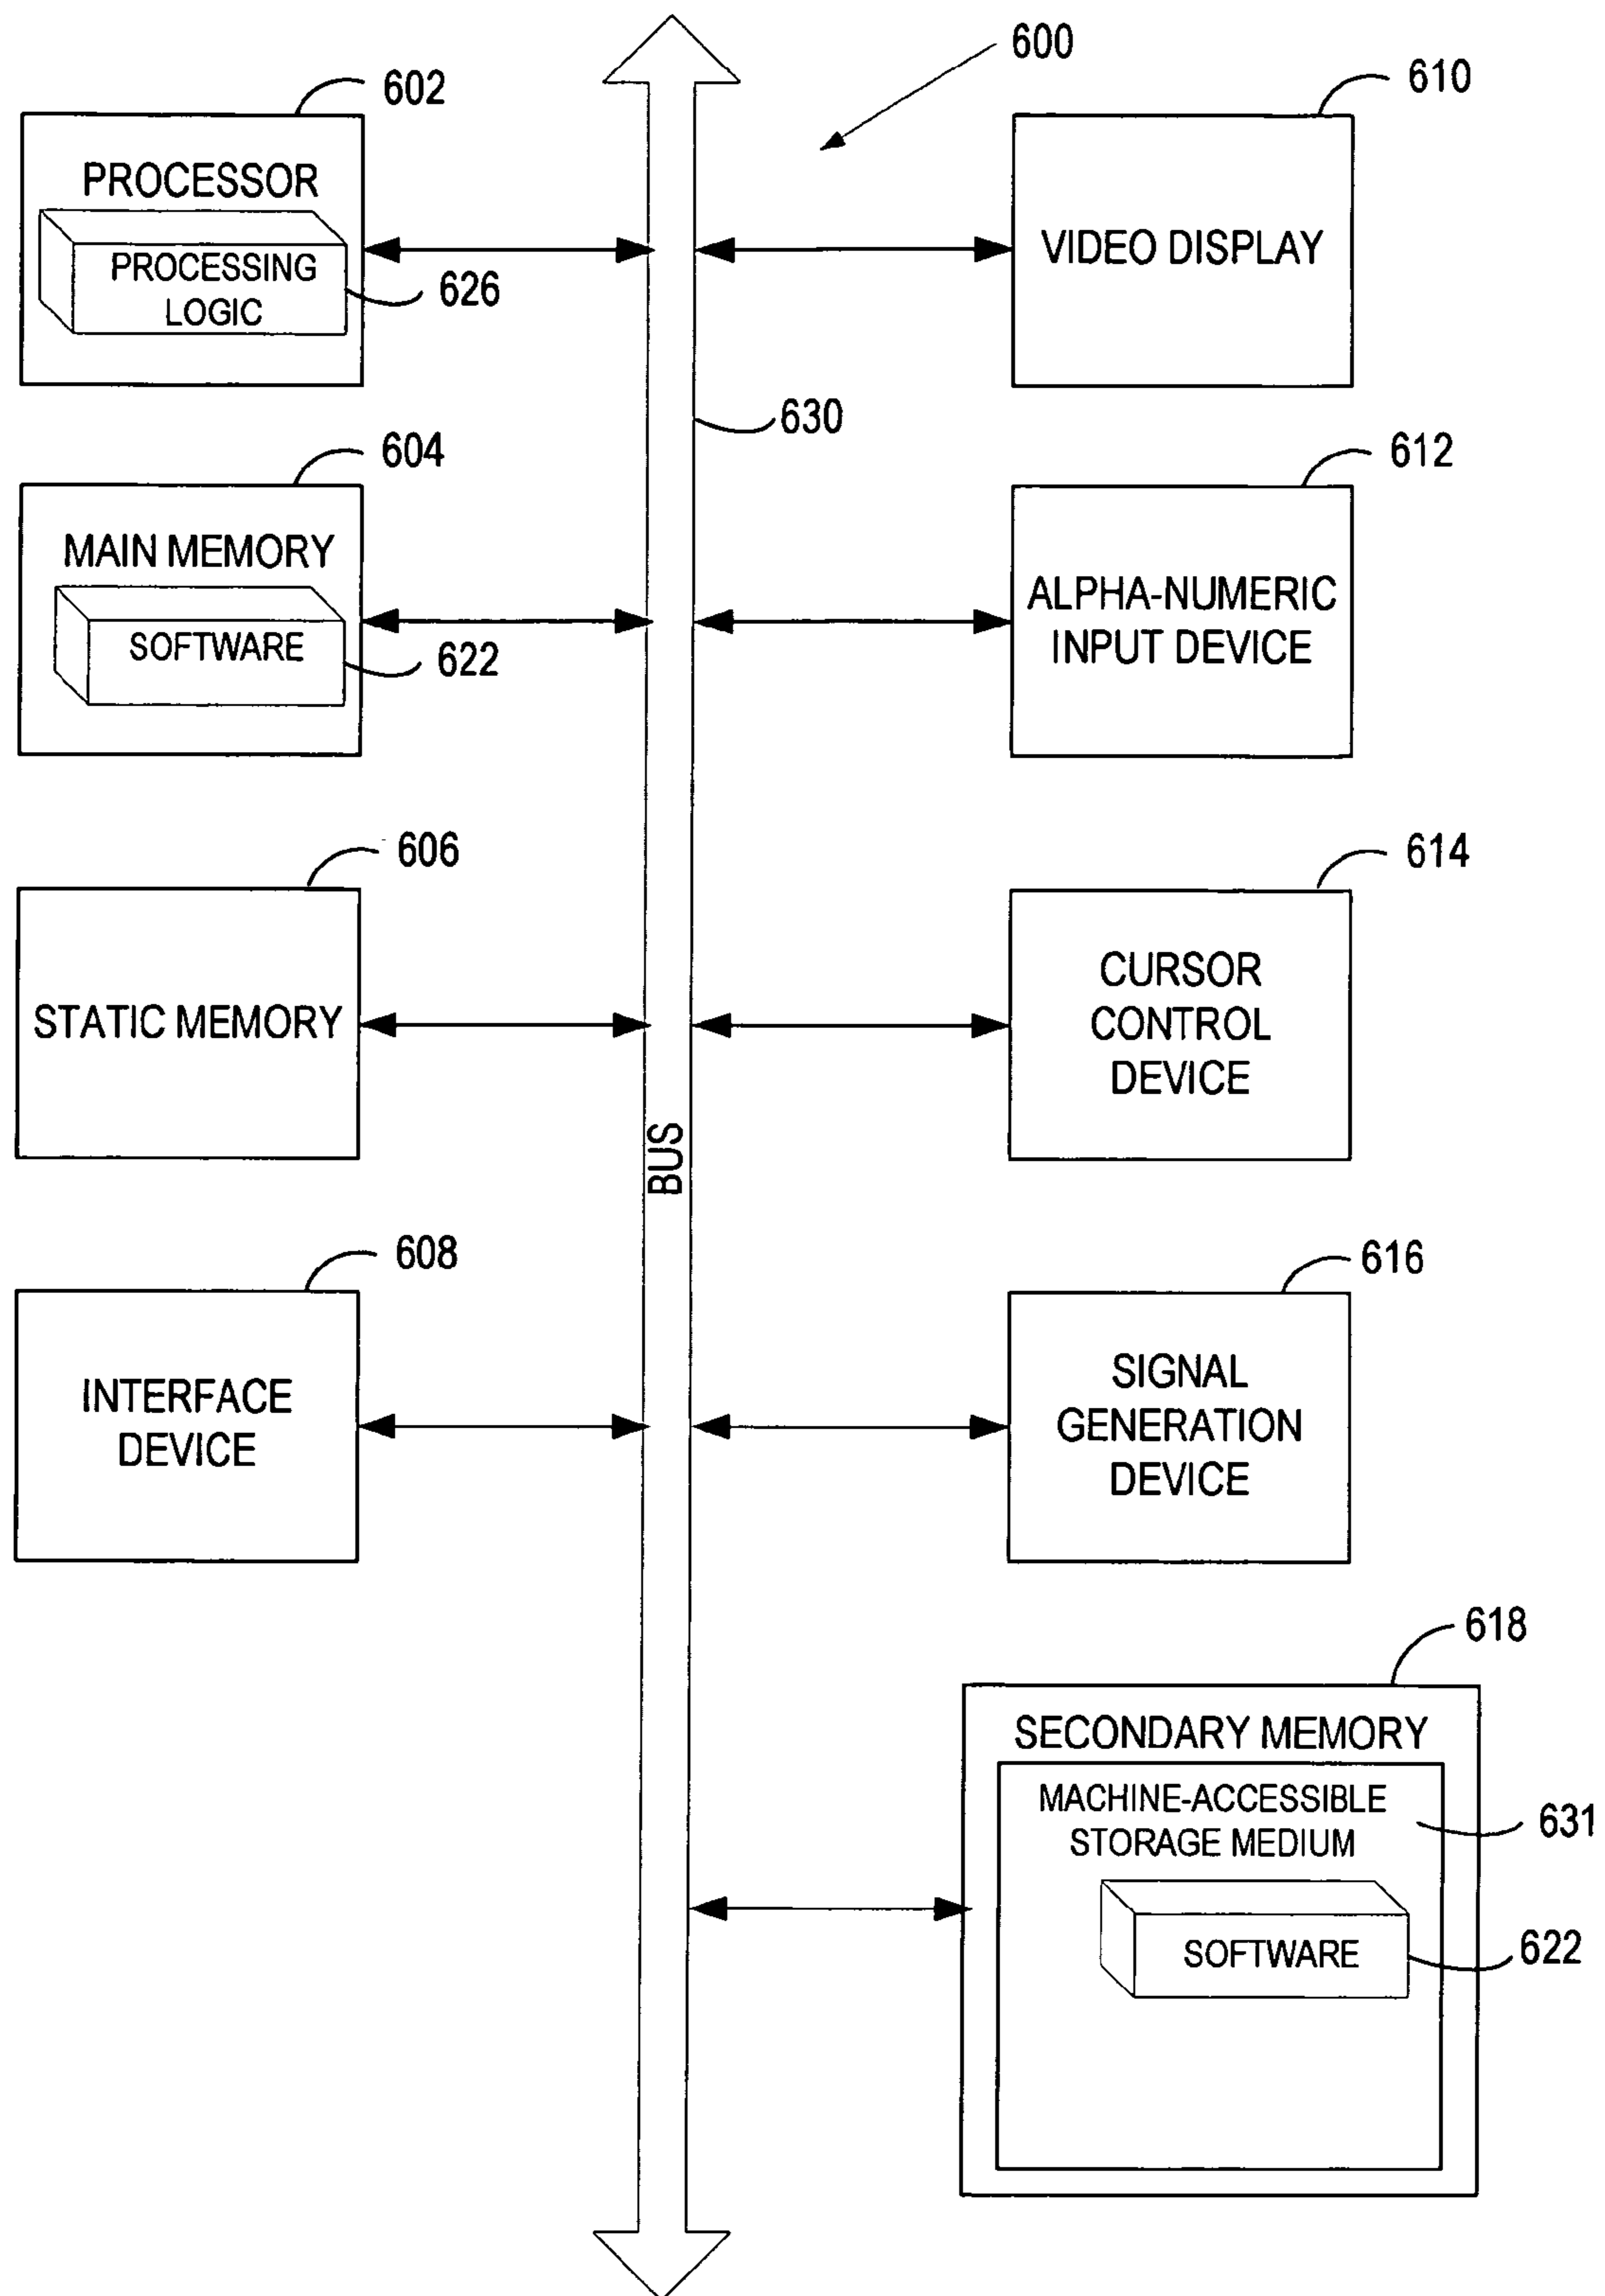 600
602
PROCESSOR
PROCESSING
LOGIC
626
610
VIDEO DISPLAY
630
604
MAIN MEMORY
SOFTWARE
622
612
ALPHA-NUMERIC
INPUT DEVICE
606
STATIC MEMORY
614
CURSOR
CONTROL
DEVICE
BUS
608
INTERFACE
DEVICE
616
SIGNAL
GENERATION
DEVICE
618
SECONDARY MEMORY
MACHINE-ACCESSIBLE
STORAGE MEDIUM
631
SOFTWARE
622